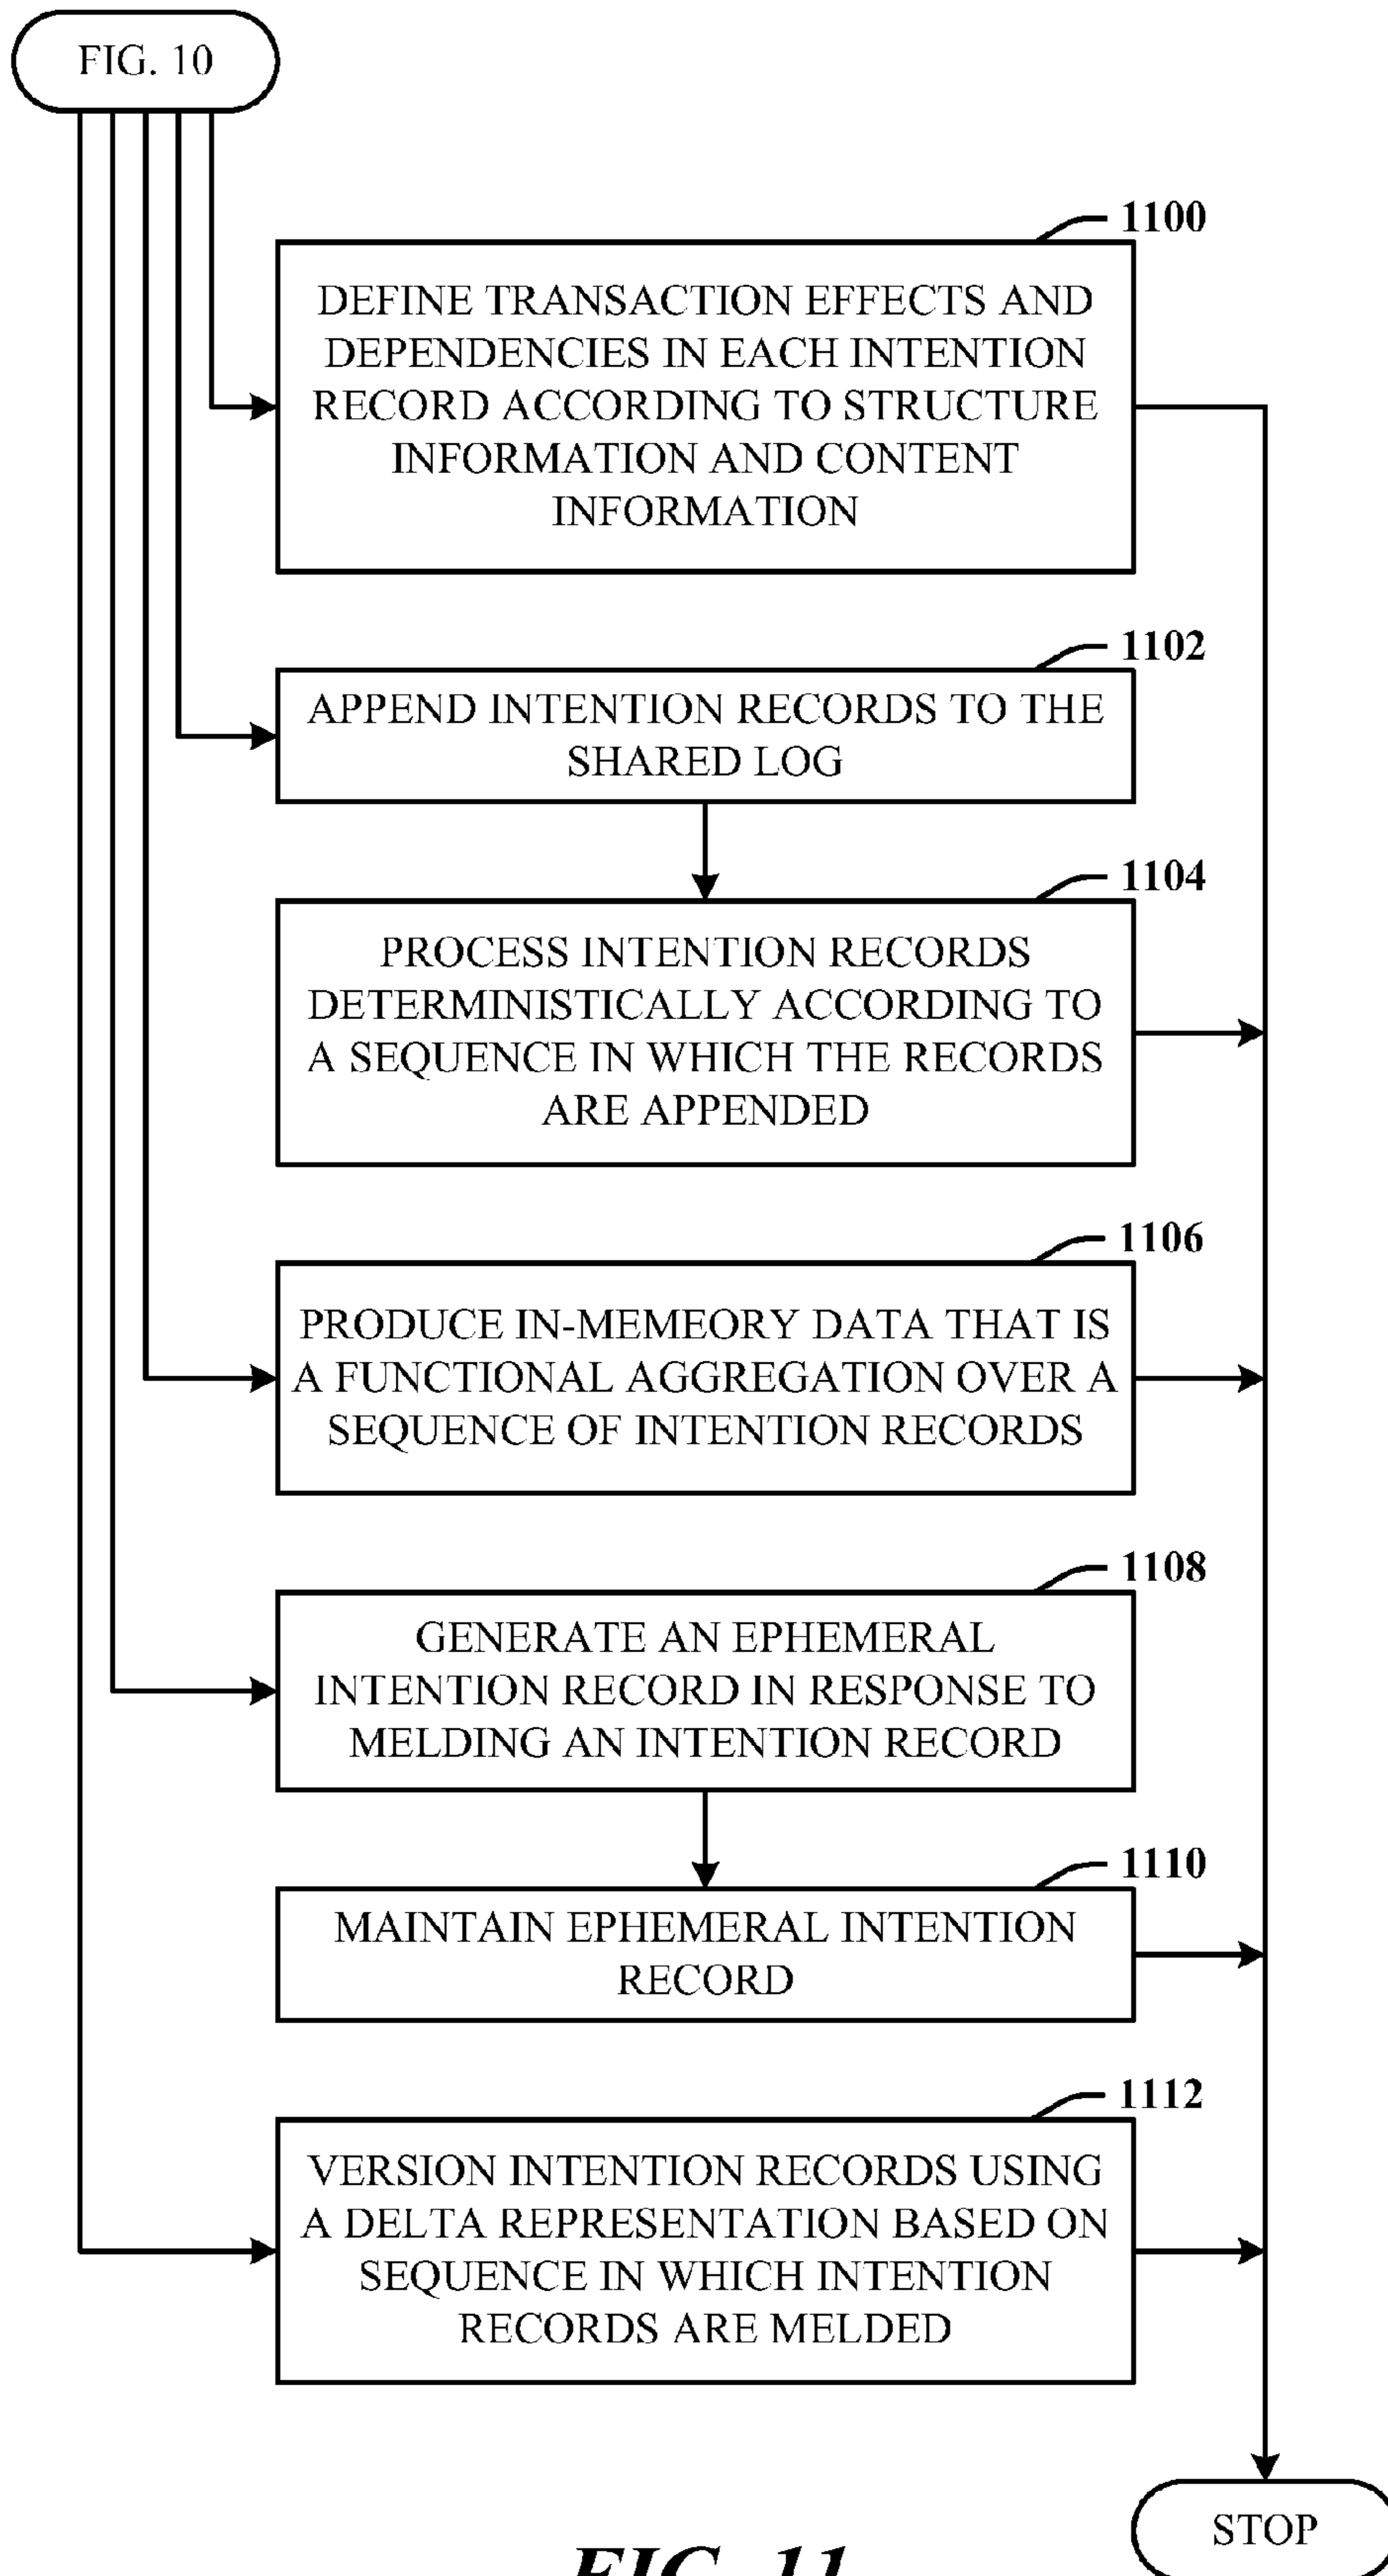 FIG. 10
1100
DEFINE TRANSACTION EFFECTS AND
DEPENDENCIES IN EACH INTENTION
RECORD ACCORDING TO STRUCTURE
INFORMATION AND CONTENT
INFORMATION
1102
APPEND INTENTION RECORDS TO THE
SHARED LOG
1104
PROCESS INTENTION RECORDS
DETERMINISTICALLY ACCORDING TO
A SEQUENCE IN WHICH THE RECORDS
ARE APPENDED
1106
PRODUCE IN-MEMEORY DATA THAT IS
A FUNCTIONAL AGGREGATION OVER A
SEQUENCE OF INTENTION RECORDS
1108
GENERATE AN EPHEMERAL
INTENTION RECORD IN RESPONSE TO
MELDING AN INTENTION RECORD
1110
MAINTAIN EPHEMERAL INTENTION
RECORD
1112
VERSION INTENTION RECORDS USING
A DELTA REPRESENTATION BASED ON
SEQUENCE IN WHICH INTENTION
RECORDS ARE MELDED
STOP
FIG. 11